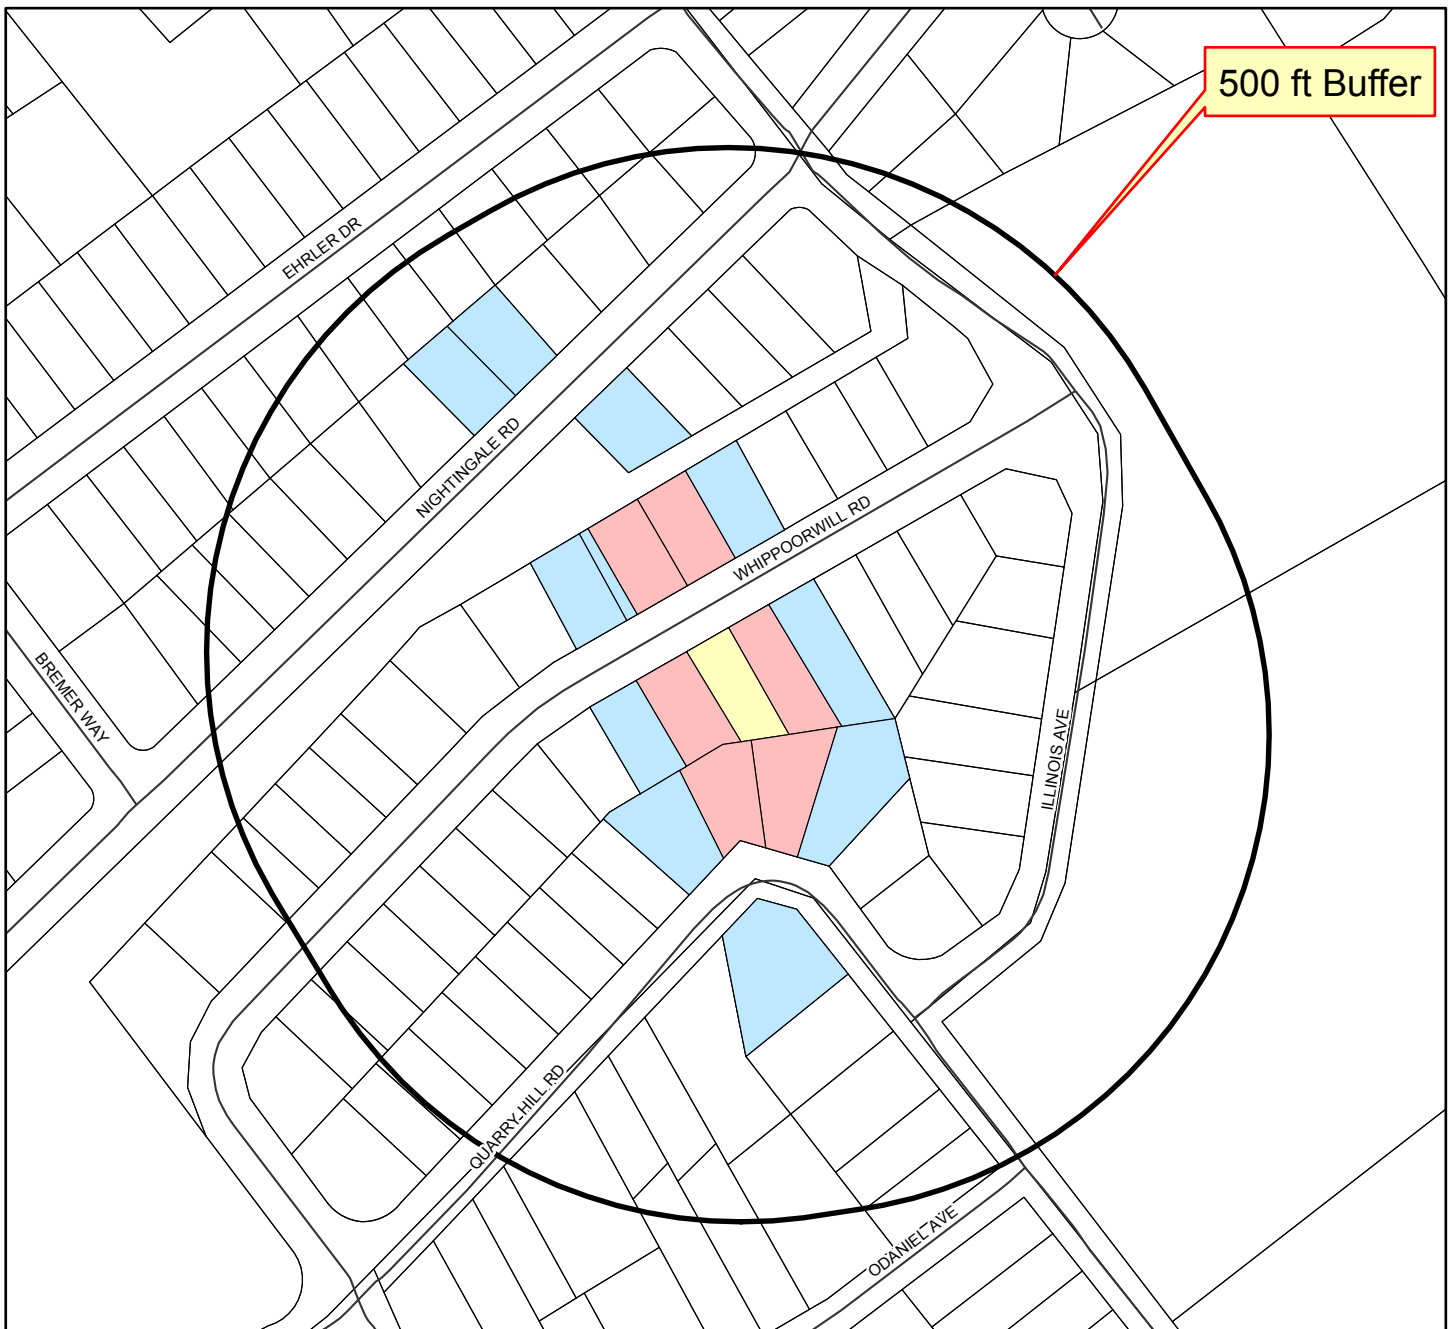 500 ft Buffer
EHRLER DR
NIGHTINGALE RD
WHIPPOORWILL RD
BREMER WAY
ILLINOIS AVE
QUARRY HILL RD
ODANIEL AVE